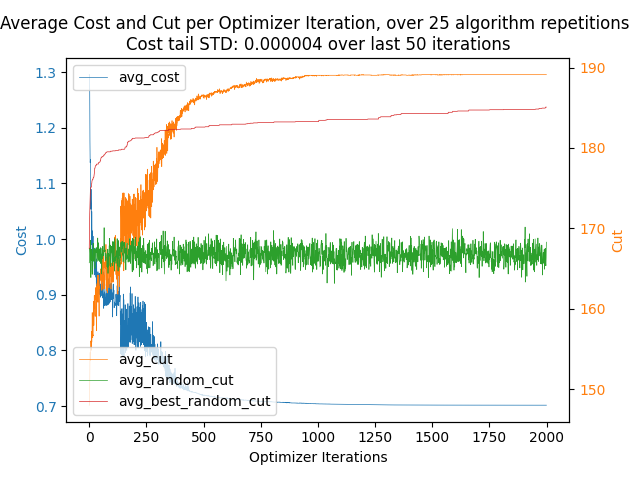 Average Cost and Cut per Optimizer Iteration, over 25 algorithm repetitions
Cost tail STD: 0.000004 over last 50 iterations
avg_cost
1.3
1.2
1.1
1.0
0.9
0.8
0.7
Cost
190
180
170
160
150
Cut
avg_cut
avg_random_cut
avg_best_random_cut
0 250 500 750 1000 1250 1500 1750 2000
Optimizer Iterations